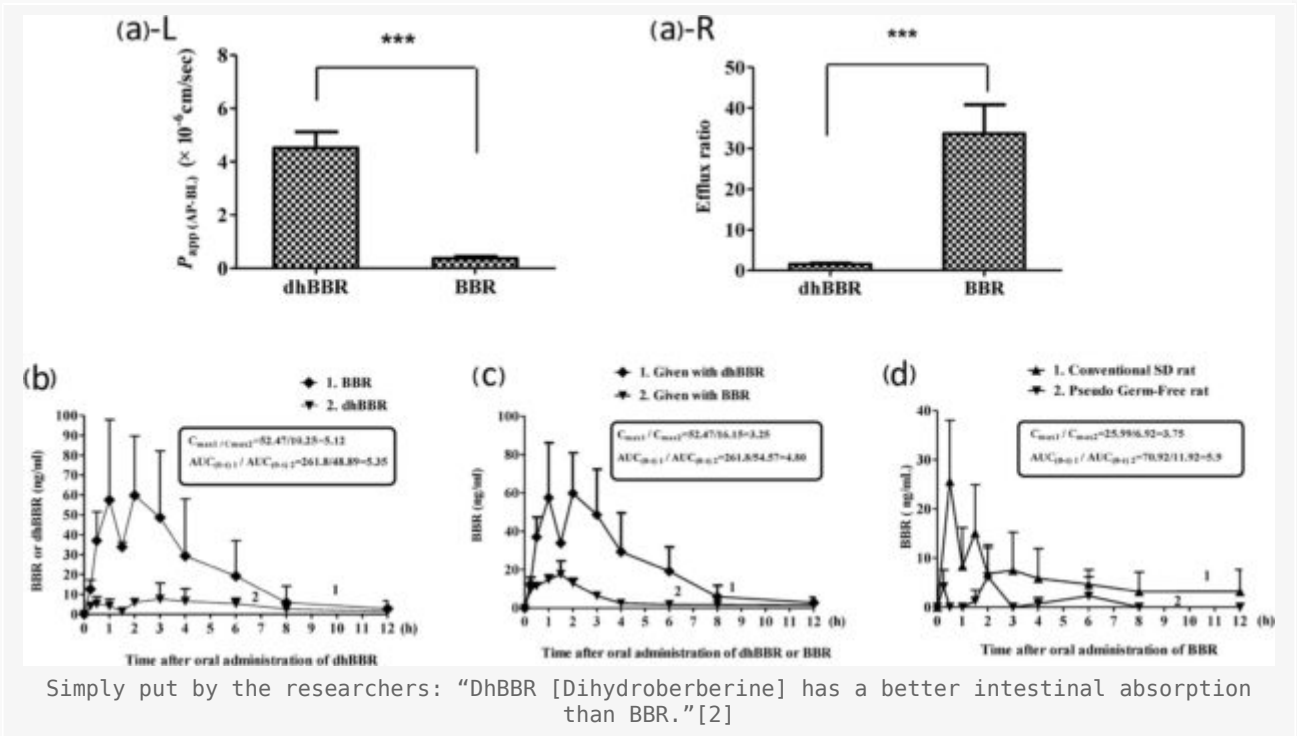 (a)-L
***
P app (AP-BL) (× 10⁻⁶cm/sec)
8
6
4
2
0
dhBBR BBR
(a)-R
***
Efflux ratio
50
40
30
20
10
0
dhBBR BBR
(b)
1. BBR
2. dhBBR
BBR or dhBBR (ng/ml)
100
90
80
70
60
50
40
30
20
10
0
Cmax1 / Cmax2=52.47/10.25=5.12
AUC(0-t) 1 / AUC(0-t) 2=261.8/48.89=5.35
1
2
0 1 2 3 4 5 6 7 8 9 10 11 12 (h)
Time after oral administration of dhBBR
(c)
1. Given with dhBBR
2. Given with BBR
BBR (ng/ml)
100
80
60
40
20
0
Cmax1 / Cmax2=52.47/16.15=3.25
AUC(0-t) 1 / AUC(0-t) 2=261.8/54.57=4.80
1
2
0 1 2 3 4 5 6 7 8 9 10 11 12 (h)
Time after oral administration of dhBBR or BBR
(d)
1. Conventional SD rat
2. Pseudo Germ-Free rat
BBR ( ng/mL)
40
30
20
10
0
Cmax1 / Cmax2=25.99/6.92=3.75
AUC(0-t) 1 / AUC(0-t) 2=70.92/11.92=5.9
1
2
0 1 2 3 4 5 6 7 8 9 10 11 12 (h)
Time after oral administration of BBR
Simply put by the researchers: “DhBBR [Dihydroberberine] has a better intestinal absorption
than BBR.”[2]